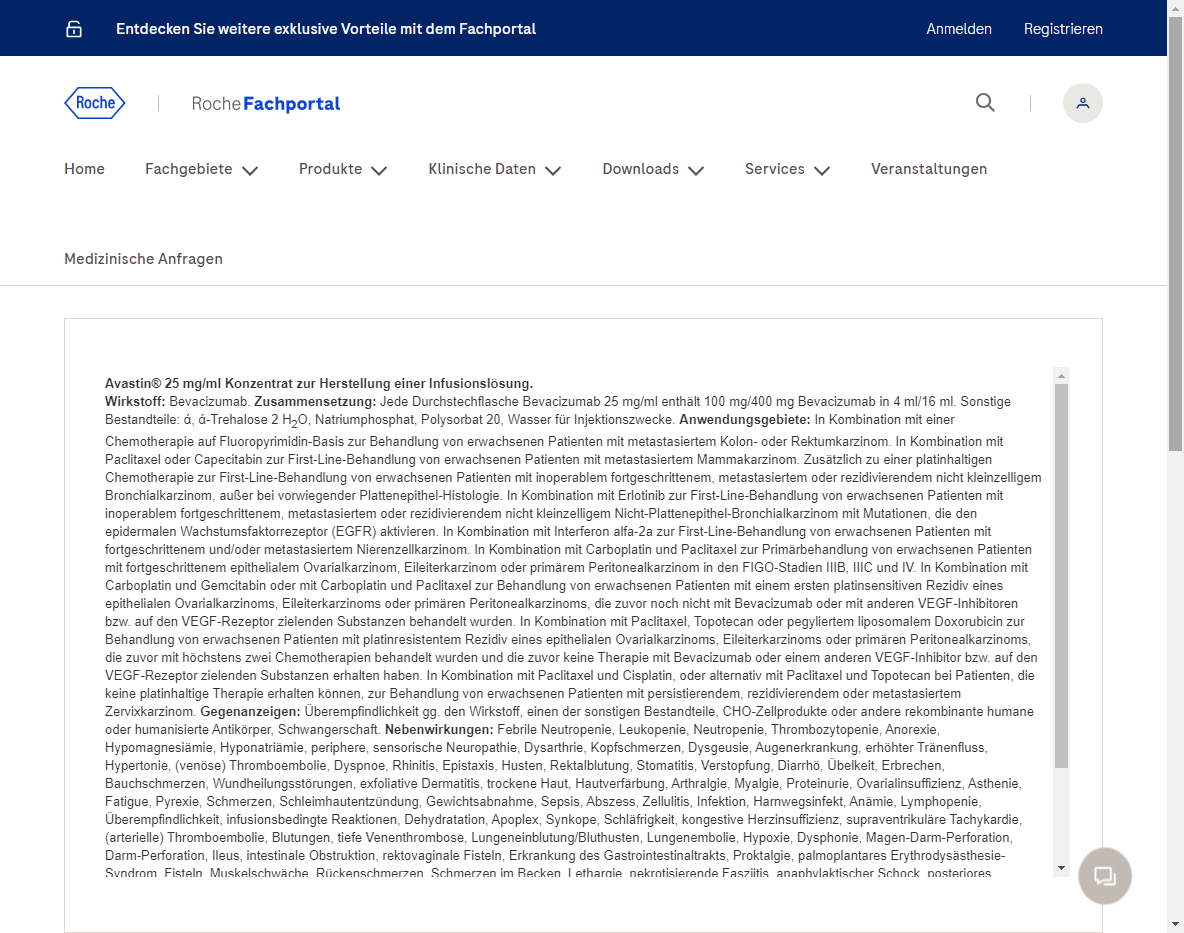 Entdecken Sie weitere exklusive Vorteile mit dem Fachportal
Anmelden
Registrieren
Roche
Roche Fachportal
Home
Fachgebiete
Produkte
Klinische Daten
Downloads
Services
Veranstaltungen
Medizinische Anfragen
Avastin® 25 mg/ml Konzentrat zur Herstellung einer Infusionslösung.
Wirkstoff: Bevacizumab. Zusammensetzung: Jede Durchstechflasche Bevacizumab 25 mg/ml enthält 100 mg/400 mg Bevacizumab in 4 ml/16 ml. Sonstige
Bestandteile: ά, ά-Trehalose 2 H2O, Natriumphosphat, Polysorbat 20, Wasser für Injektionszwecke. Anwendungsgebiete: In Kombination mit einer
Chemotherapie auf Fluoropyrimidin-Basis zur Behandlung von erwachsenen Patienten mit metastasiertem Kolon- oder Rektumkarzinom. In Kombination mit
Paclitaxel oder Capecitabin zur First-Line-Behandlung von erwachsenen Patienten mit metastasiertem Mammakarzinom. Zusätzlich zu einer platinhaltigen
Chemotherapie zur First-Line-Behandlung von erwachsenen Patienten mit inoperablem fortgeschrittenem, metastasiertem oder rezidivierendem nicht kleinzelligem
Bronchialkarzinom, außer bei vorwiegender Plattenepithel-Histologie. In Kombination mit Erlotinib zur First-Line-Behandlung von erwachsenen Patienten mit
inoperablem fortgeschrittenem, metastasiertem oder rezidivierendem nicht kleinzelligem Nicht-Plattenepithel-Bronchialkarzinom mit Mutationen, die den
epidermalen Wachstumsfaktorrezeptor (EGFR) aktivieren. In Kombination mit Interferon alfa-2a zur First-Line-Behandlung von erwachsenen Patienten mit
fortgeschrittenem und/oder metastasiertem Nierenzellkarzinom. In Kombination mit Carboplatin und Paclitaxel zur Primärbehandlung von erwachsenen Patienten
mit fortgeschrittenem epithelialem Ovarialkarzinom, Eileiterkarzinom oder primärem Peritonealkarzinom in den FIGO-Stadien IIIB, IIIC und IV. In Kombination mit
Carboplatin und Gemcitabin oder mit Carboplatin und Paclitaxel zur Behandlung von erwachsenen Patienten mit einem ersten platinsensitiven Rezidiv eines
epithelialen Ovarialkarzinoms, Eileiterkarzinoms oder primären Peritonealkarzinoms, die zuvor noch nicht mit Bevacizumab oder mit anderen VEGF-Inhibitoren
bzw. auf den VEGF-Rezeptor zielenden Substanzen behandelt wurden. In Kombination mit Paclitaxel, Topotecan oder pegyliertem liposomalem Doxorubicin zur
Behandlung von erwachsenen Patienten mit platinresistentem Rezidiv eines epithelialen Ovarialkarzinoms, Eileiterkarzinoms oder primären Peritonealkarzinoms,
die zuvor mit höchstens zwei Chemotherapien behandelt wurden und die zuvor keine Therapie mit Bevacizumab oder einem anderen VEGF-Inhibitor bzw. auf den
VEGF-Rezeptor zielenden Substanzen erhalten haben. In Kombination mit Paclitaxel und Cisplatin, oder alternativ mit Paclitaxel und Topotecan bei Patienten, die
keine platinhaltige Therapie erhalten können, zur Behandlung von erwachsenen Patienten mit persistierendem, rezidivierendem oder metastasiertem
Zervixkarzinom. Gegenanzeigen: Überempfindlichkeit gg. den Wirkstoff, einen der sonstigen Bestandteile, CHO-Zellprodukte oder andere rekombinante humane
oder humanisierte Antikörper, Schwangerschaft. Nebenwirkungen: Febrile Neutropenie, Leukopenie, Neutropenie, Thrombozytopenie, Anorexie,
Hypomagnesiämie, Hyponatriämie, periphere, sensorische Neuropathie, Dysarthrie, Kopfschmerzen, Dysgeusie, Augenerkrankung, erhöhter Tränenfluss,
Hypertonie, (venöse) Thromboembolie, Dyspnoe, Rhinitis, Epistaxis, Husten, Rektalblutung, Stomatitis, Verstopfung, Diarrhö, Übelkeit, Erbrechen,
Bauchschmerzen, Wundheilungsstörungen, exfoliative Dermatitis, trockene Haut, Hautverfärbung, Arthralgie, Myalgie, Proteinurie, Ovarialinsuffizienz, Asthenie,
Fatigue, Pyrexie, Schmerzen, Schleimhautentzündung, Gewichtsabnahme, Sepsis, Abszess, Zellulitis, Infektion, Harnwegsinfekt, Anämie, Lymphopenie,
Überempfindlichkeit, infusionsbedingte Reaktionen, Dehydratation, Apoplex, Synkope, Schläfrigkeit, kongestive Herzinsuffizienz, supraventrikuläre Tachykardie,
(arterielle) Thromboembolie, Blutungen, tiefe Venenthrombose, Lungeneinblutung/Bluthusten, Lungenembolie, Hypoxie, Dysphonie, Magen-Darm-Perforation,
Darm-Perforation, Ileus, intestinale Obstruktion, rektovaginale Fisteln, Erkrankung des Gastrointestinaltrakts, Proktalgie, palmoplantares Erythrodysästhesie-
Syndrom, Fisteln, Muskelschwäche, Rückenschmerzen, Schmerzen im Becken, Lethargie, nekrotisierende Fasziitis, anaphylaktischer Schock, posteriores